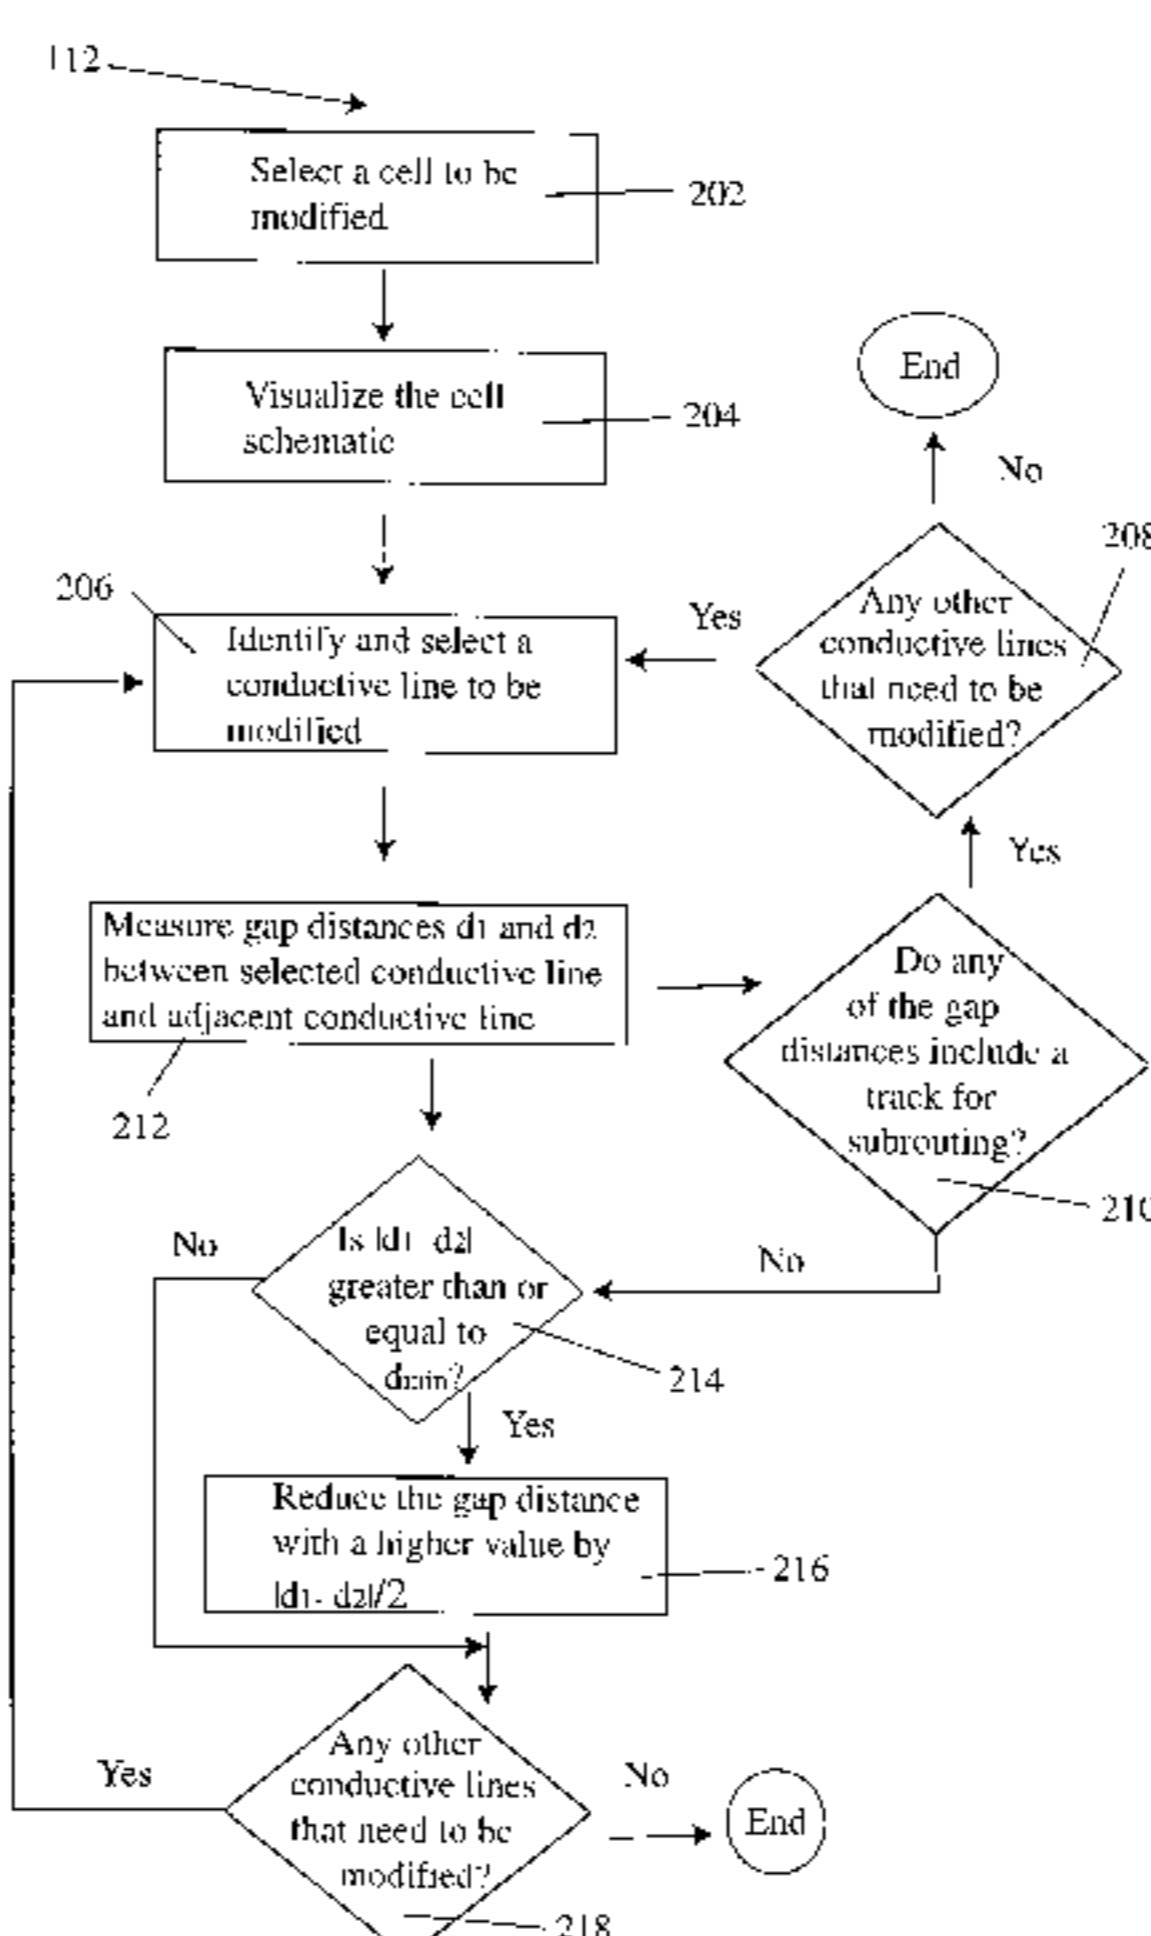 112
Select a cell to be
modified
202
Visualize the cell
schematic
204
End
No
208
206
Identify and select a
conductive line to be
modified
Yes
Any other
conductive lines
that need to be
modified?
Yes
Measure gap distances d1 and d2
between selected conductive line
and adjacent conductive line
212
Do any
of the gap
distances include a
track for
subrouting?
210
No
No
Is |d1 d2|
greater than or
equal to
dmin?
214
Yes
Reduce the gap distance
with a higher value by
|d1- d2|/2
216
Any other
conductive lines
that need to be
modified?
Yes
No
End
218